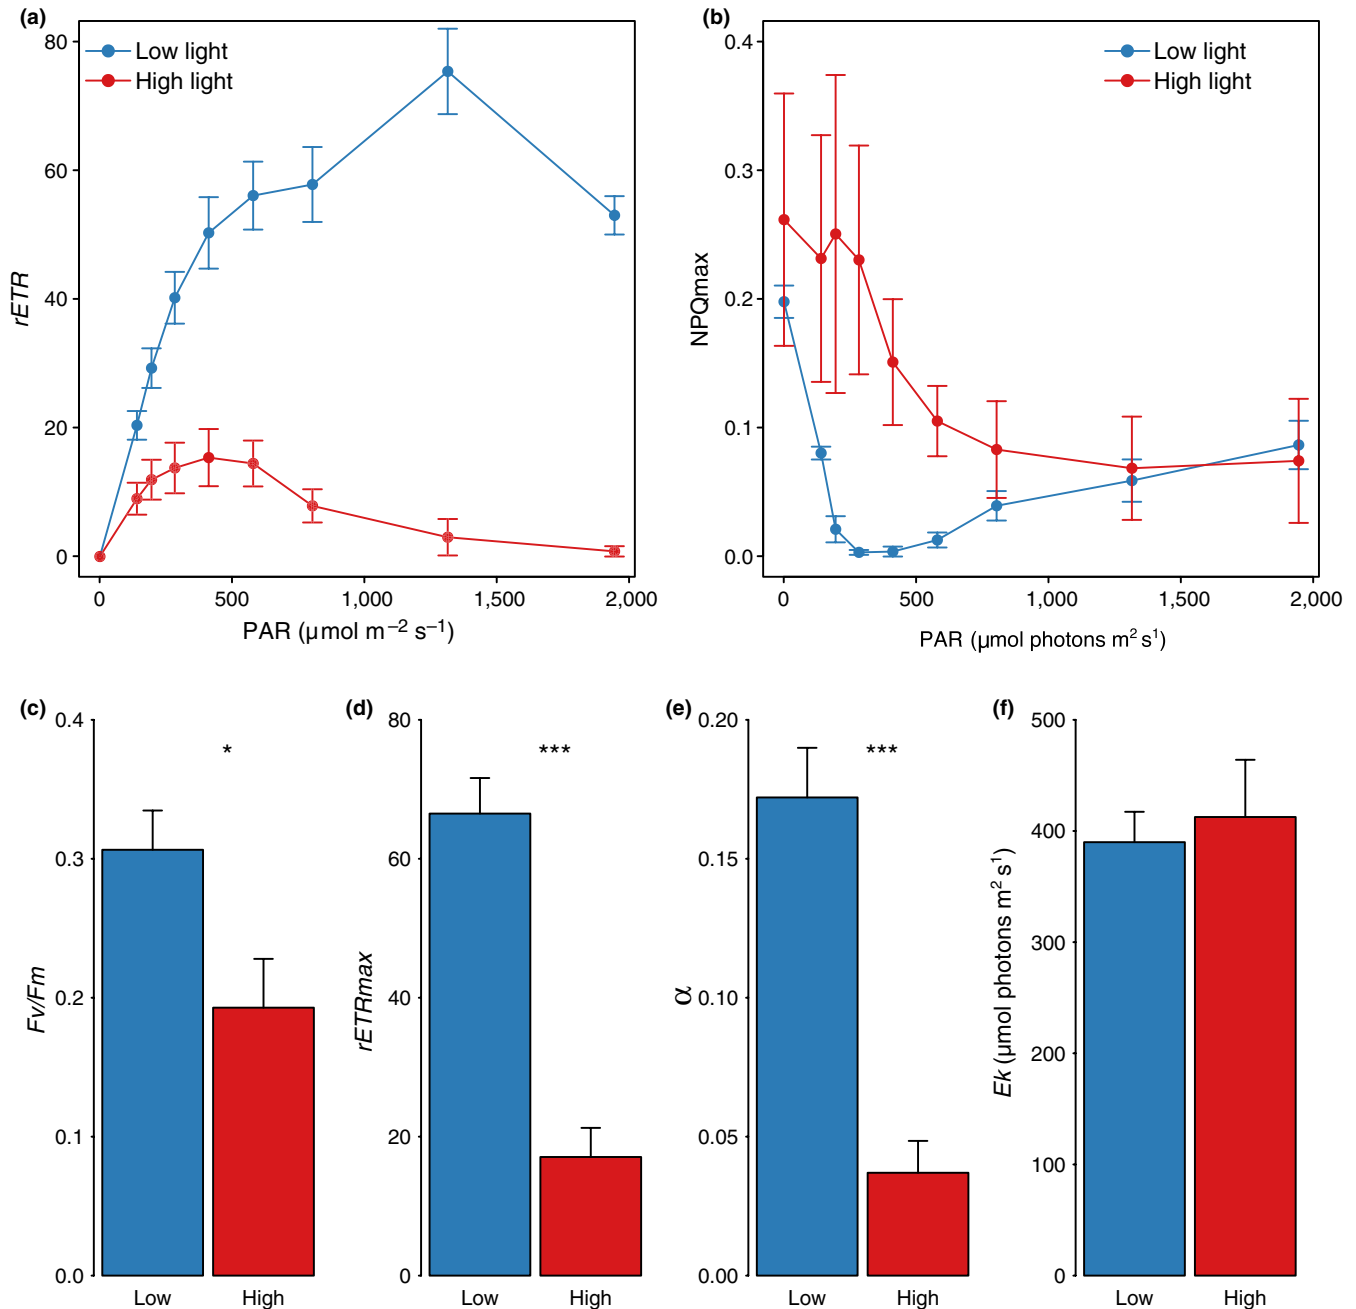 (a)
80
60
40
20
0
rETR
Low light
High light
0 500 1,000 1,500 2,000
PAR (µmol m⁻² s⁻¹)
(b)
0.4
0.3
0.2
0.1
0.0
NPQmax
Low light
High light
0 500 1,000 1,500 2,000
PAR (µmol photons m² s¹)
(c)
0.4
0.3
0.2
0.1
0.0
Fv/Fm
*
Low High
(d)
80
60
40
20
0
rETRmax
***
Low High
(e)
0.20
0.15
0.10
0.05
0.00
α
***
Low High
(f)
500
400
300
200
100
0
Ek (µmol photons m² s¹)
Low High